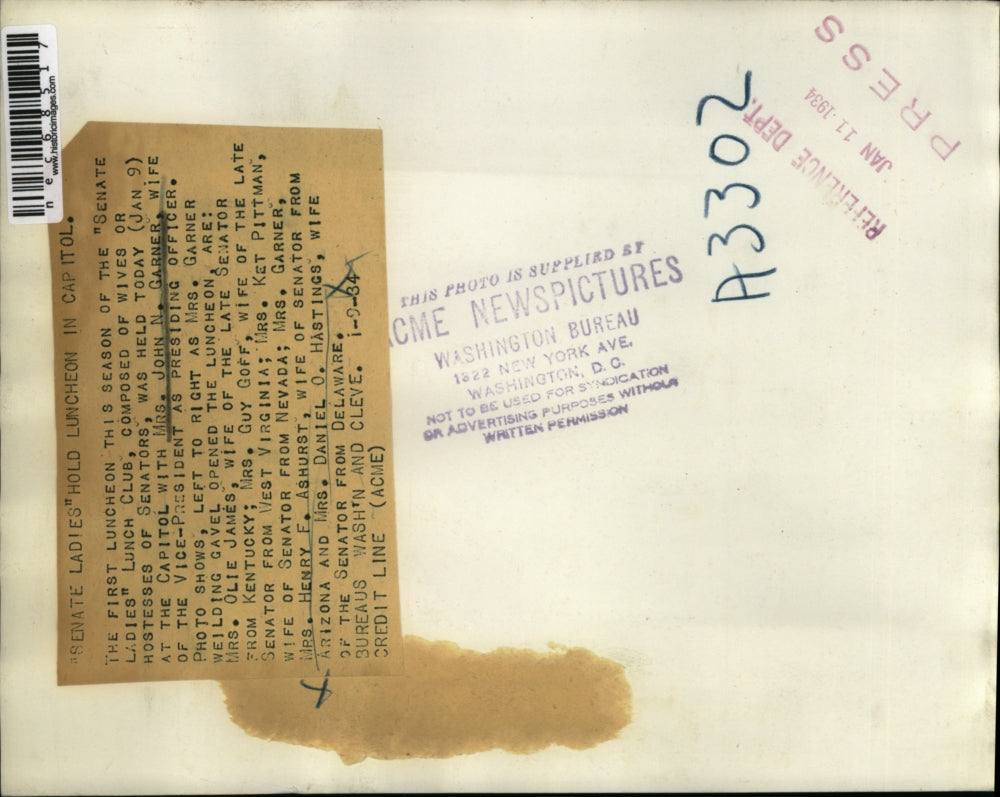 "SENATE LADIES" HOLD LUNCHEON IN CAPITOL.
THE FIRST LUNCHEON THIS SEASON OF THE "SENATE
LADIES" LUNCH CLUB, COMPOSED OF WIVES OR
HOSTESSES OF SENATORS, WAS HELD TODAY (JAN. 9)
AT THE CAPITOL WITH MRS. JOHN N. GARNER, WIFE
OF THE VICE-PRESIDENT AS PRESIDING OFFICER.
PHOTO SHOWS, LEFT TO RIGHT AS MRS. GARNER
WEILDING GAVEL OPENED THE LUNCHEON, ARE:
MRS. OLIE JAMES, WIFE OF THE LATE SENATOR
FROM KENTUCKY; MRS. GUY GOFF, WIFE OF THE LATE
SENATOR FROM WEST VIRGINIA; MRS. KET PITTMAN,
WIFE OF SENATOR FROM NEVADA; MRS. GARNER,
MRS. HENRY F. ASHURST, WIFE OF SENATOR FROM
ARIZONA AND MRS. DANIEL O. HASTINGS, WIFE
OF THE SENATOR FROM DELAWARE.
BUREAUS WASH'N AND CLEVE. 1-9-34
CREDIT LINE (ACME)
THIS PHOTO IS SUPPLIED BY
ACME NEWSPICTURES
WASHINGTON BUREAU
1322 NEW YORK AVE.
WASHINGTON, D. C.
NOT TO BE USED FOR SYNDICATION
OR ADVERTISING PURPOSES WITHOUT
WRITTEN PERMISSION
A3302
REFERENCE DEPT.
JAN 11 1934
PRESS
nec68517
www.historicimages.com